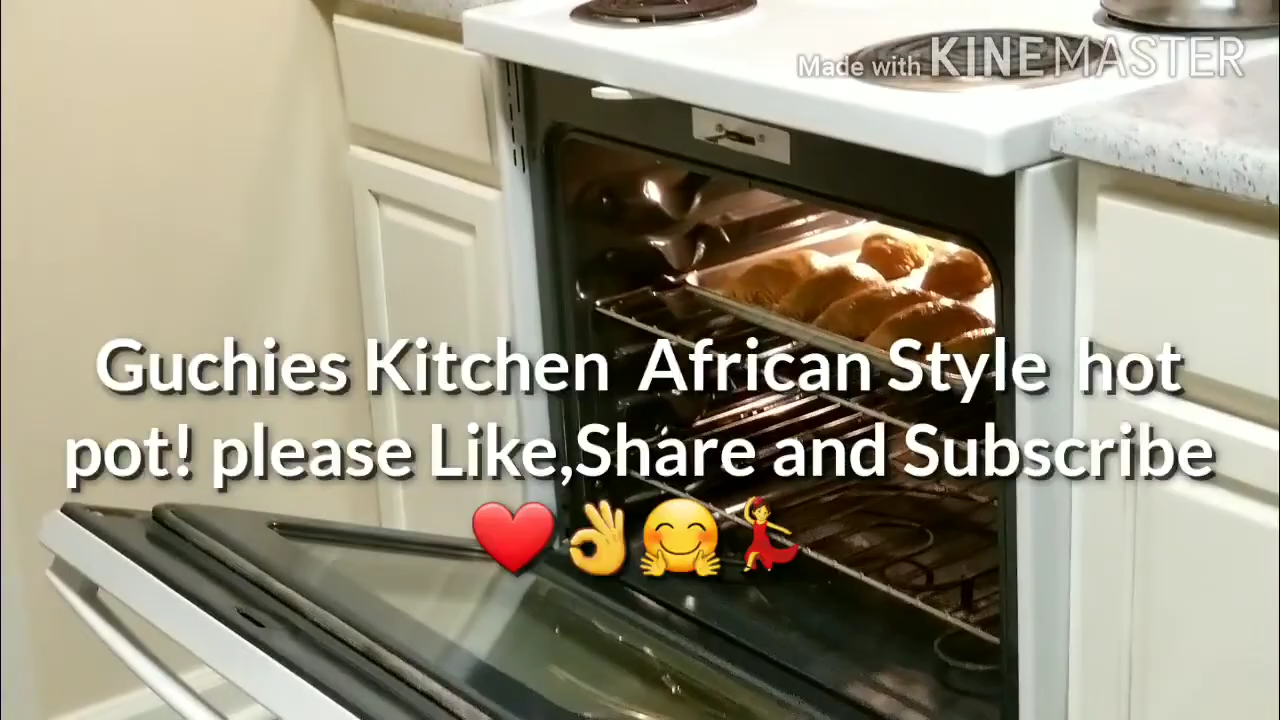 Made with KINEMASTER
Guchies Kitchen  African Style  hot
pot! please Like,Share and Subscribe
❤️👌🤗💃